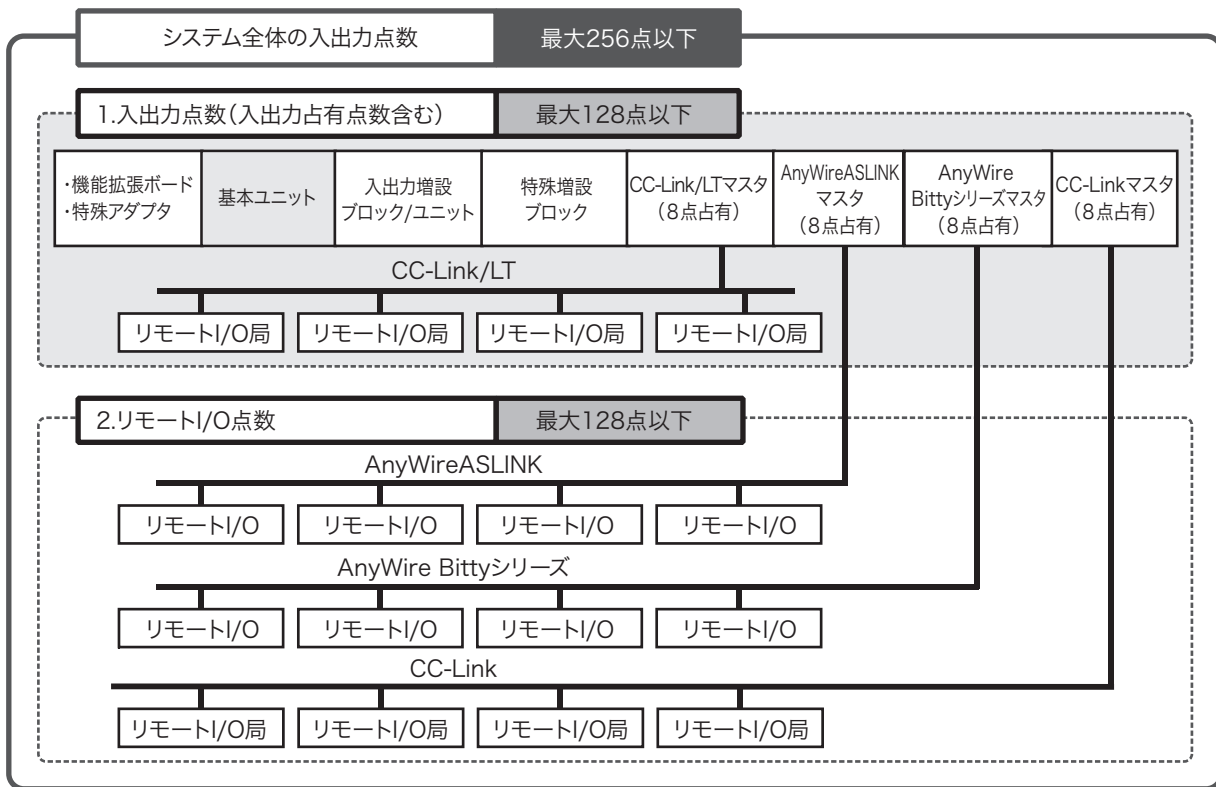 システム全体の入出力点数 最大256点以下
1.入出力点数(入出力占有点数含む) 最大128点以下
・機能拡張ボード
・特殊アダプタ
基本ユニット
入出力増設
ブロック/ユニット
特殊増設
ブロック
CC-Link/LTマスタ
(8点占有)
AnyWireASLINK
マスタ
(8点占有)
AnyWire
Bittyシリーズマスタ
(8点占有)
CC-Linkマスタ
(8点占有)
CC-Link/LT
リモートI/O局 リモートI/O局 リモートI/O局 リモートI/O局
2.リモートI/O点数 最大128点以下
AnyWireASLINK
リモートI/O リモートI/O リモートI/O リモートI/O
AnyWire Bittyシリーズ
リモートI/O リモートI/O リモートI/O リモートI/O
CC-Link
リモートI/O局 リモートI/O局 リモートI/O局 リモートI/O局